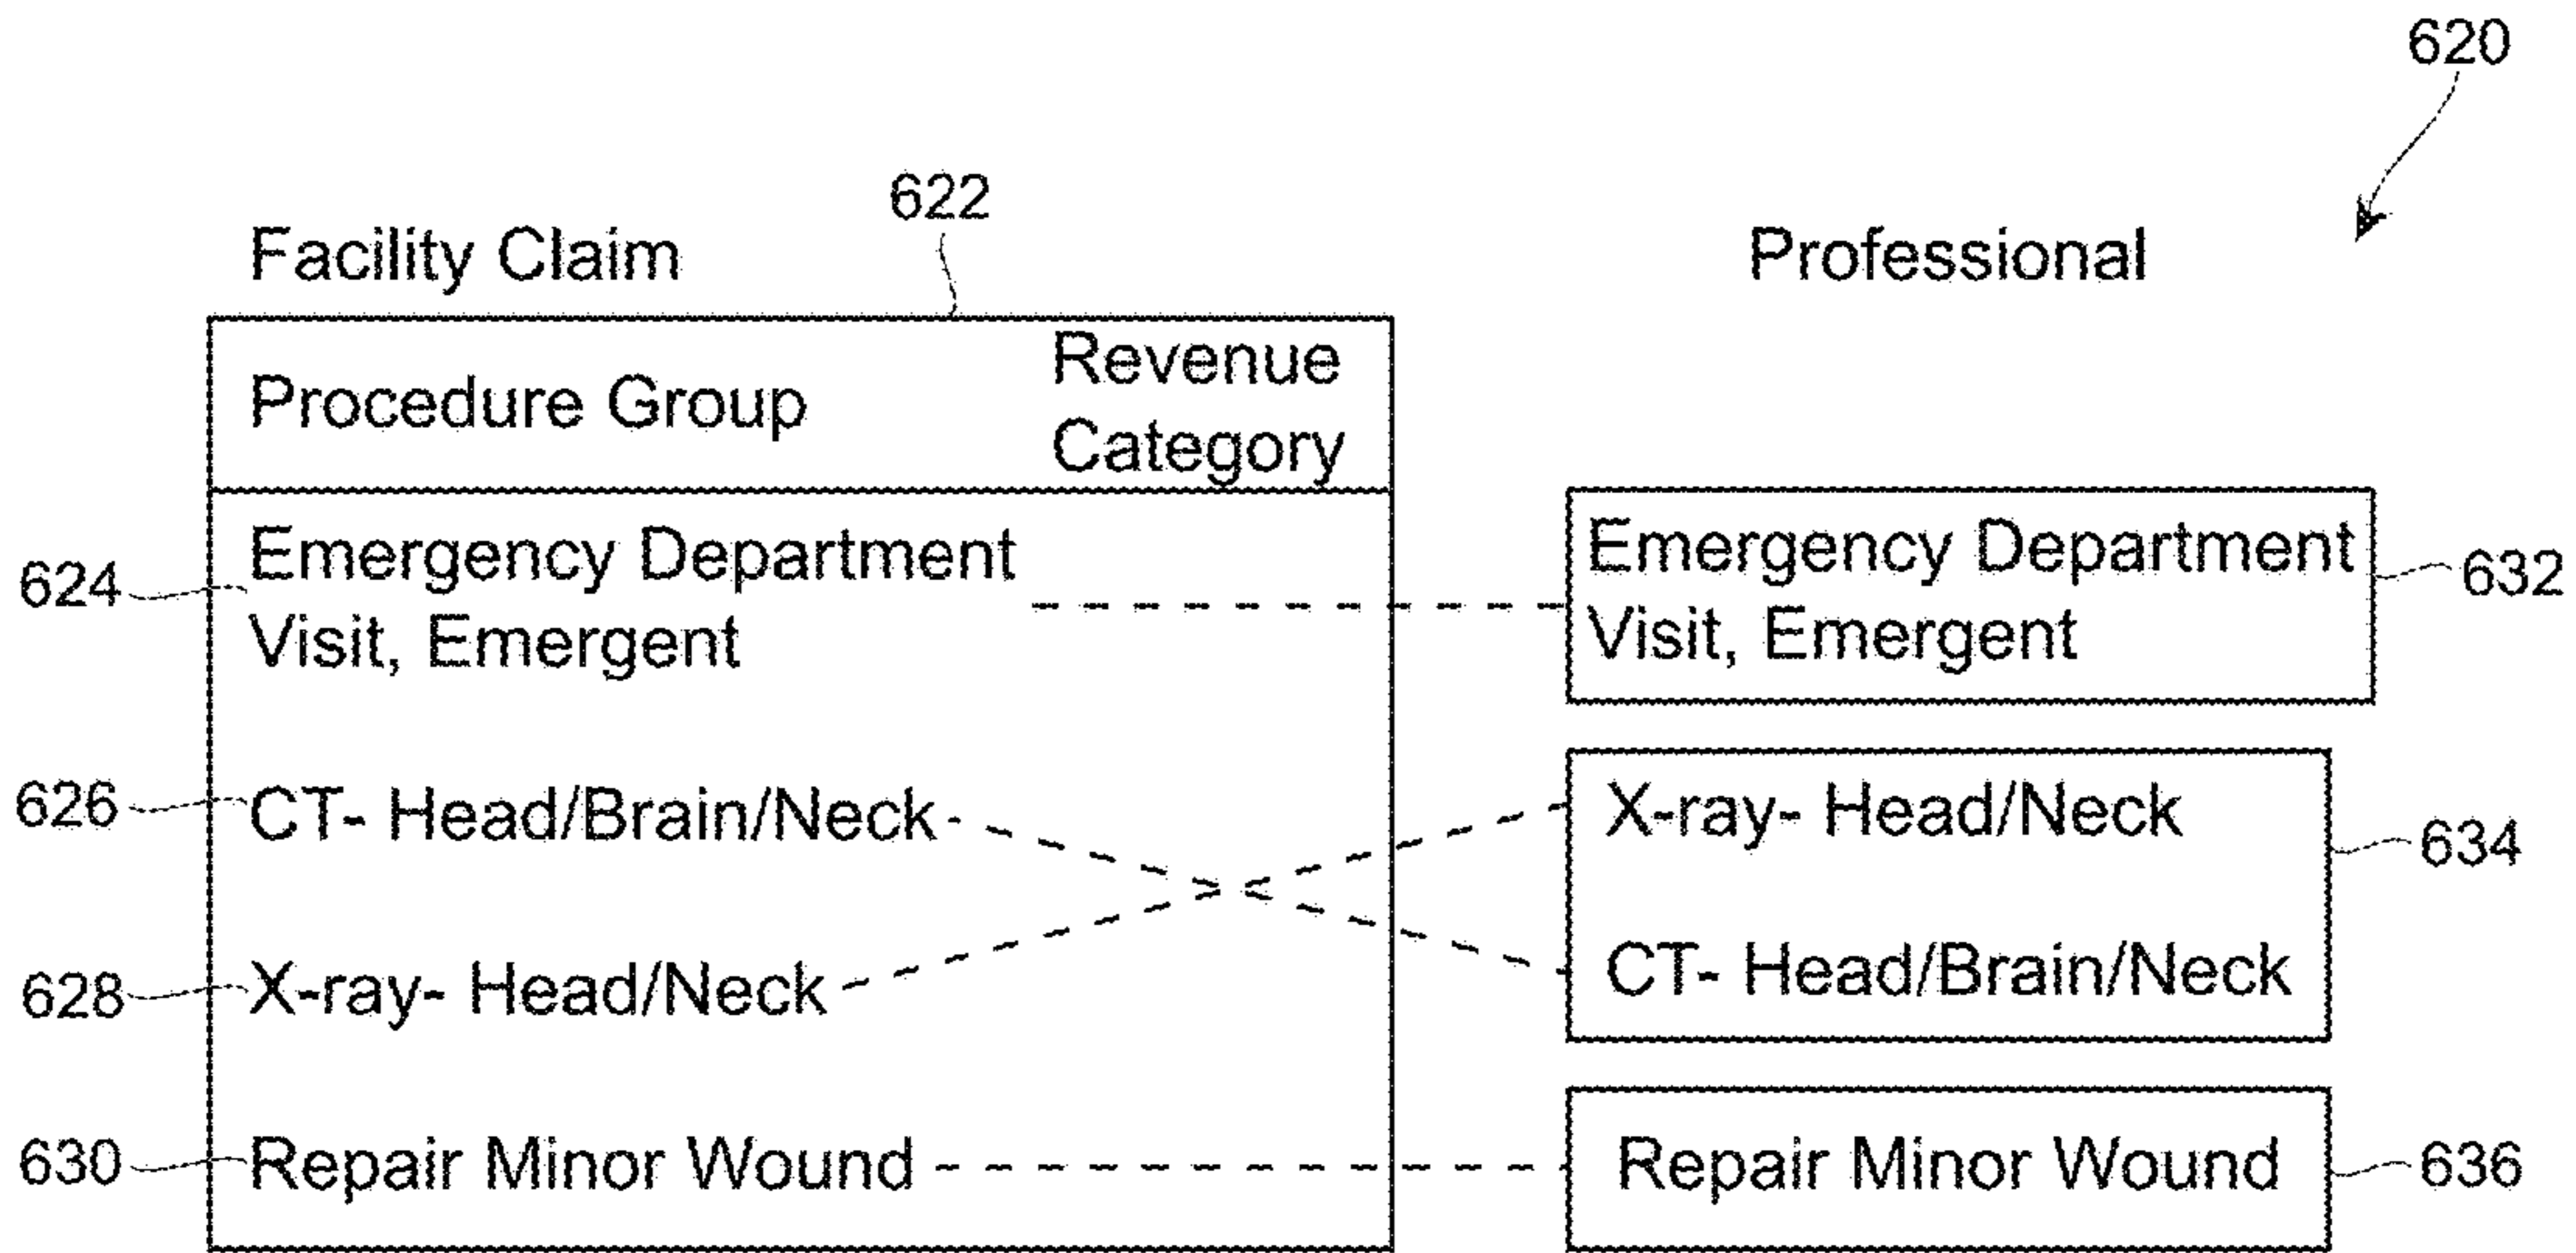 620
622
Facility Claim
Professional
Procedure Group
Revenue
Category
624
Emergency Department
Visit, Emergent
Emergency Department
Visit, Emergent
632
626
CT- Head/Brain/Neck
X-ray- Head/Neck
634
628
X-ray- Head/Neck
CT- Head/Brain/Neck
630
Repair Minor Wound
Repair Minor Wound
636